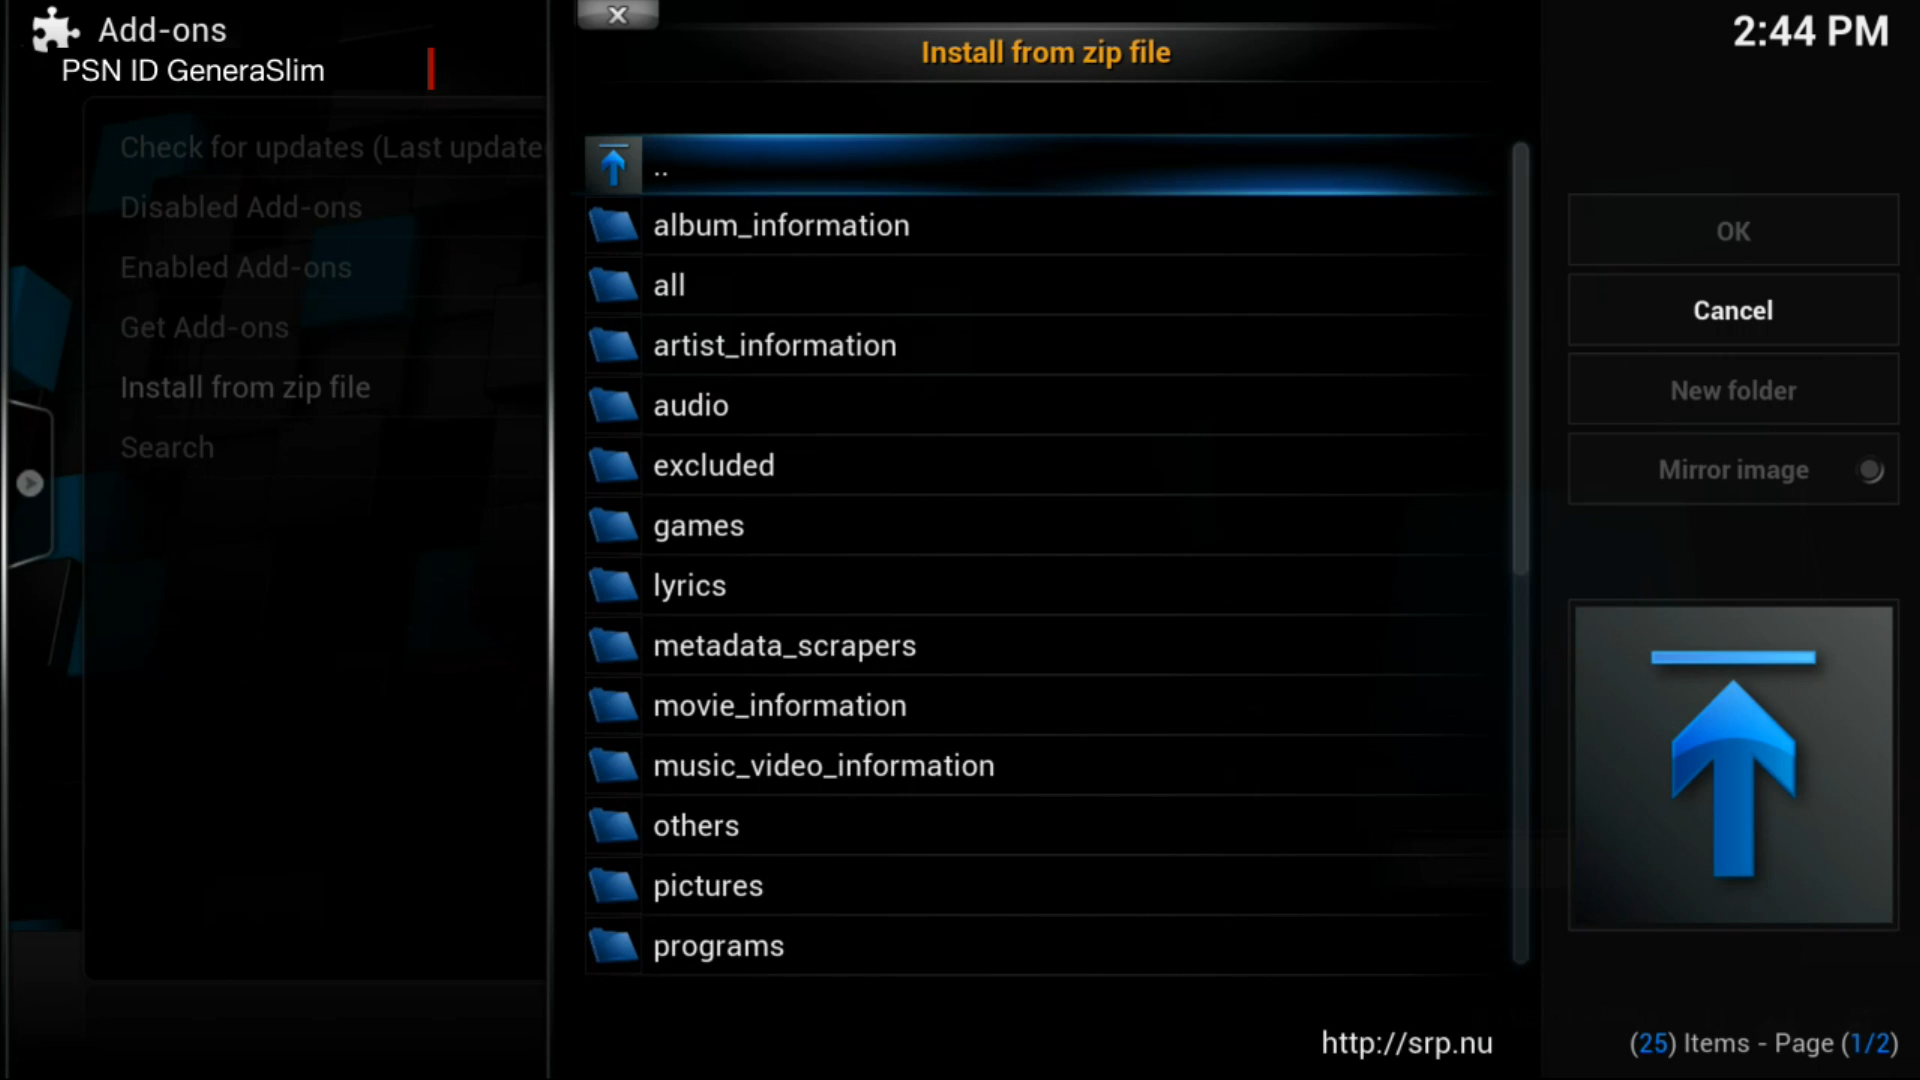 Add-ons
PSN ID GeneraSlim
Check for updates (Last update
Disabled Add-ons
Enabled Add-ons
Get Add-ons
Install from zip file
Search
X
Install from zip file
..
album_information
all
artist_information
audio
excluded
games
lyrics
metadata_scrapers
movie_information
music_video_information
others
pictures
programs
http://srp.nu
2:44 PM
OK
Cancel
New folder
Mirror image
(25) Items - Page (1/2)